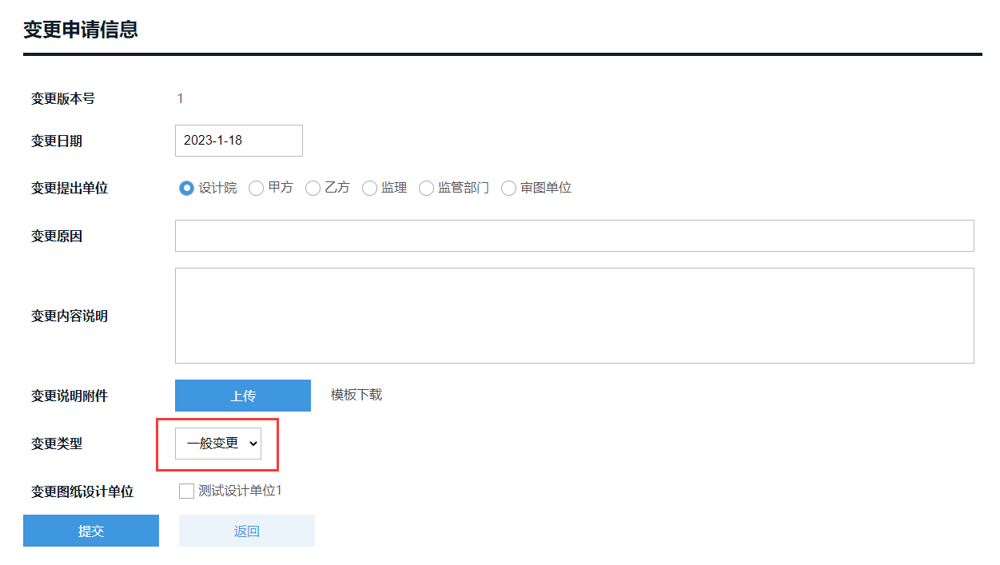 变更申请信息
变更版本号 1
变更日期 2023-1-18
变更提出单位 设计院 甲方 乙方 监理 监管部门 审图单位
变更原因
变更内容说明
变更说明附件 上传 模板下载
变更类型 一般变更
变更图纸设计单位 测试设计单位1
提交 返回